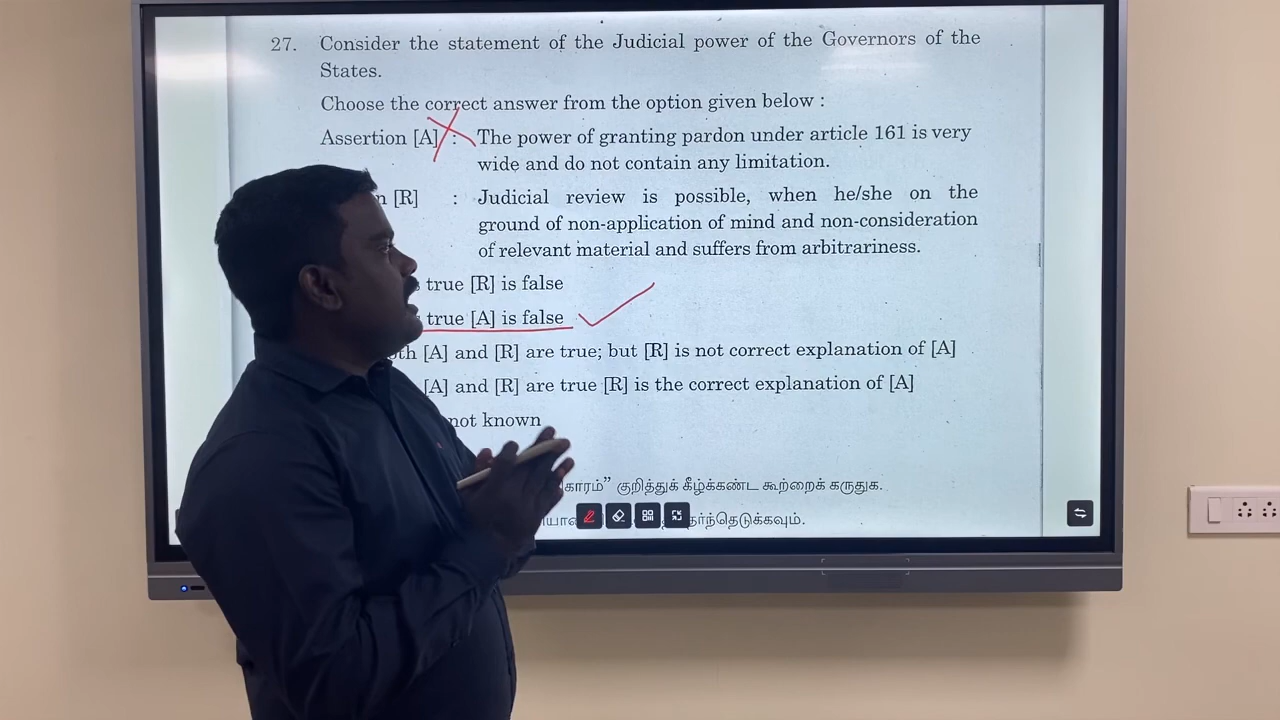 27. Consider the statement of the Judicial power of the Governors of the
States.
Choose the correct answer from the option given below :
Assertion [A] : The power of granting pardon under article 161 is very
wide and do not contain any limitation.
[R] : Judicial review is possible, when he/she on the
ground of non-application of mind and non-consideration
of relevant material and suffers from arbitrariness.
true [R] is false
true [A] is false
[A] and [R] are true; but [R] is not correct explanation of [A]
[A] and [R] are true [R] is the correct explanation of [A]
not known
குறித்துக் கீழ்க்கண்ட கூற்றைக் கருதுக.